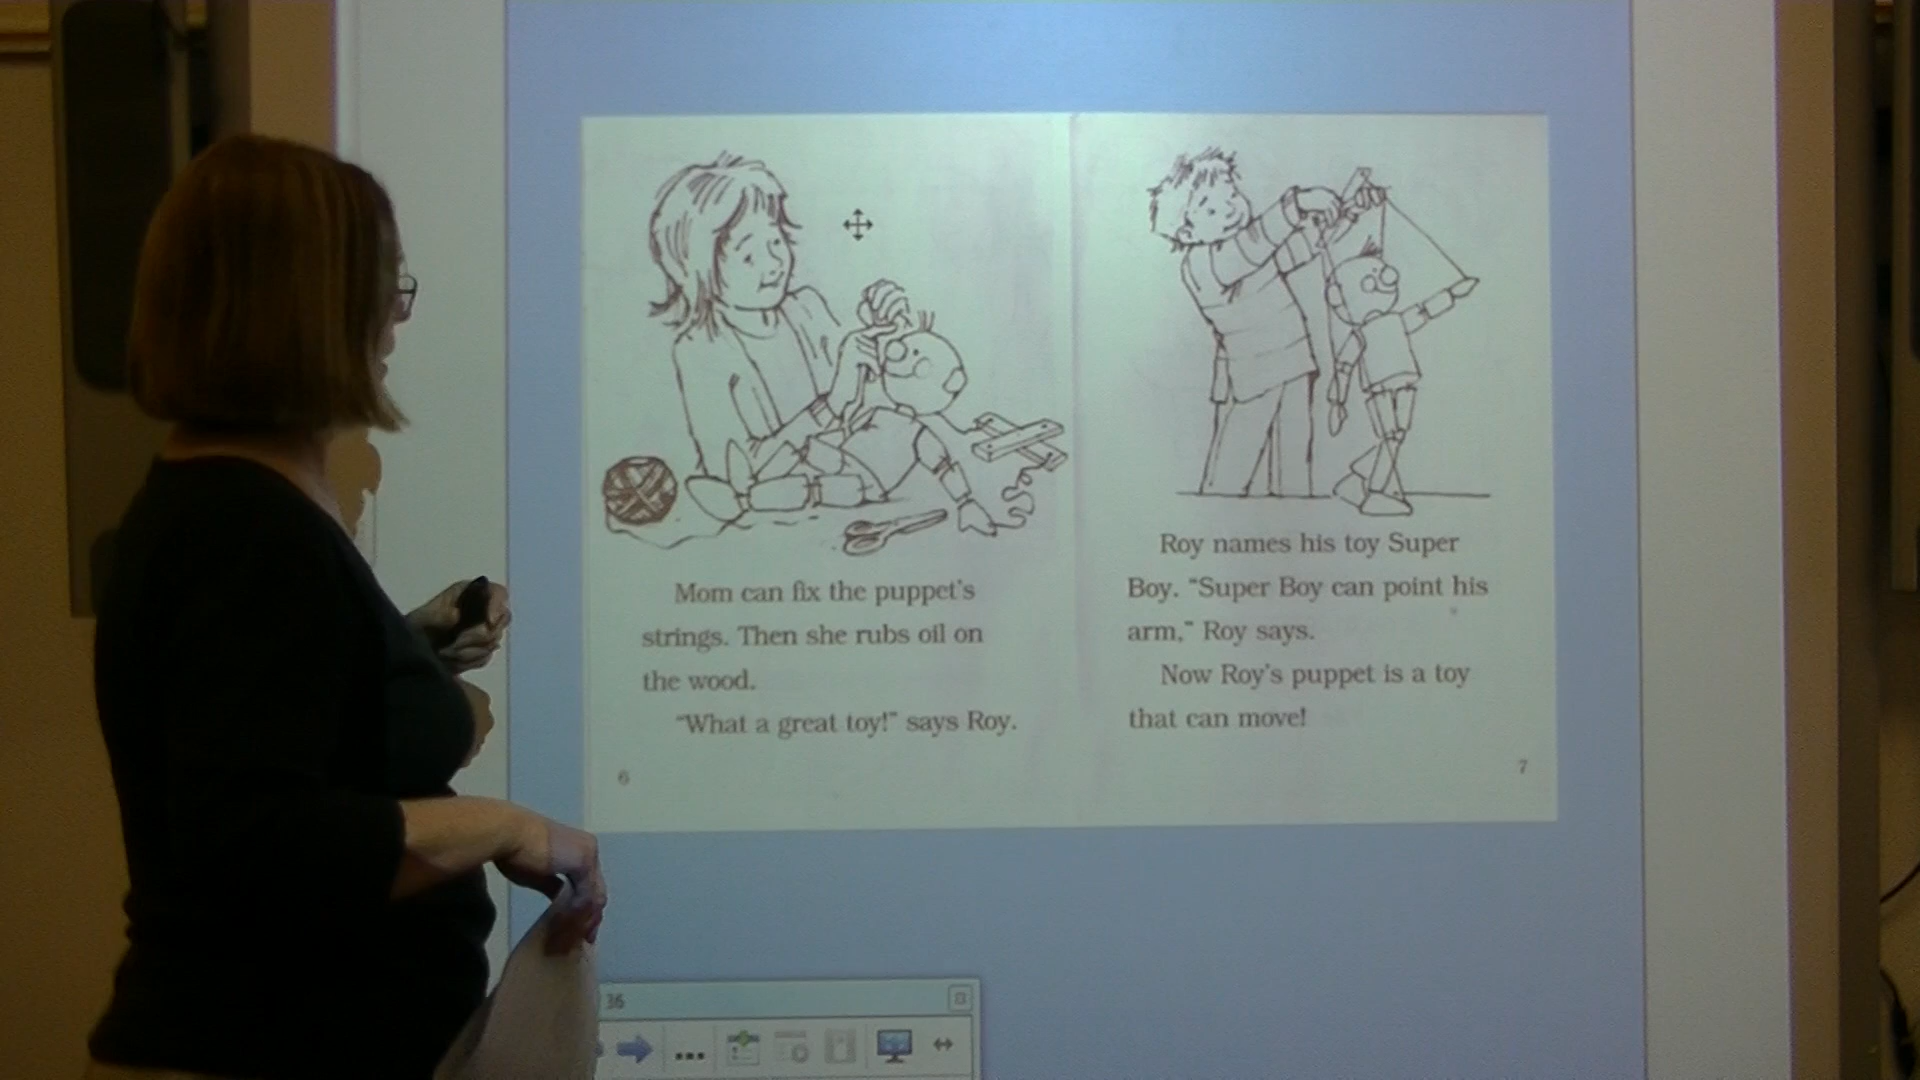 Mom can fix the puppet's
strings. Then she rubs oil on
the wood.
"What a great toy!" says Roy.
6
Roy names his toy Super
Boy. "Super Boy can point his
arm," Roy says.
Now Roy's puppet is a toy
that can move!
7
36